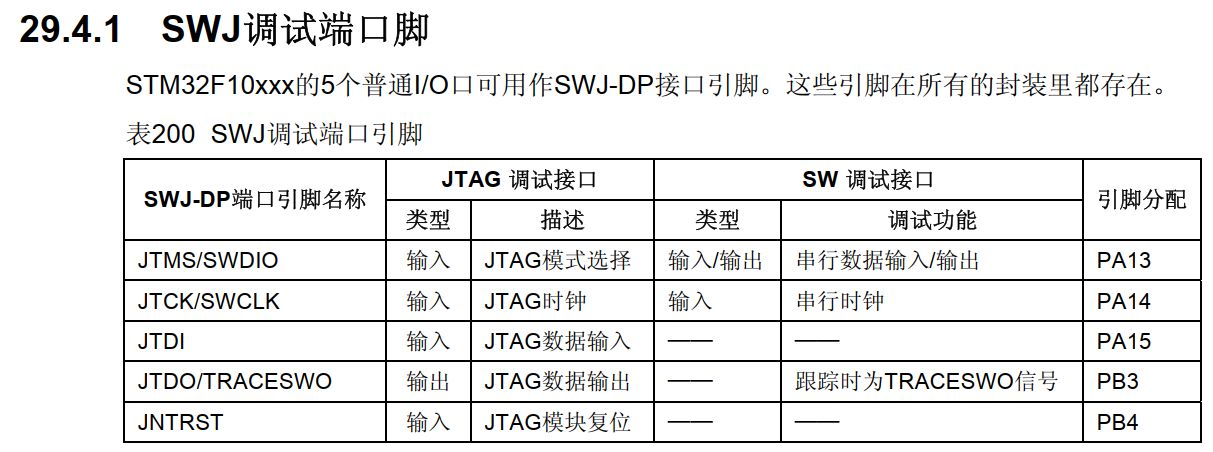 29.4.1 SWJ调试端口脚
STM32F10xxx的5个普通I/O口可用作SWJ-DP接口引脚。这些引脚在所有的封装里都存在。
表200 SWJ调试端口引脚
SWJ-DP端口引脚名称 JTAG 调试接口 SW 调试接口 引脚分配
类型 描述 类型 调试功能
JTMS/SWDIO 输入 JTAG模式选择 输入/输出 串行数据输入/输出 PA13
JTCK/SWCLK 输入 JTAG时钟 输入 串行时钟 PA14
JTDI 输入 JTAG数据输入 —— —— PA15
JTDO/TRACESWO 输出 JTAG数据输出 —— 跟踪时为TRACESWO信号 PB3
JNTRST 输入 JTAG模块复位 —— —— PB4